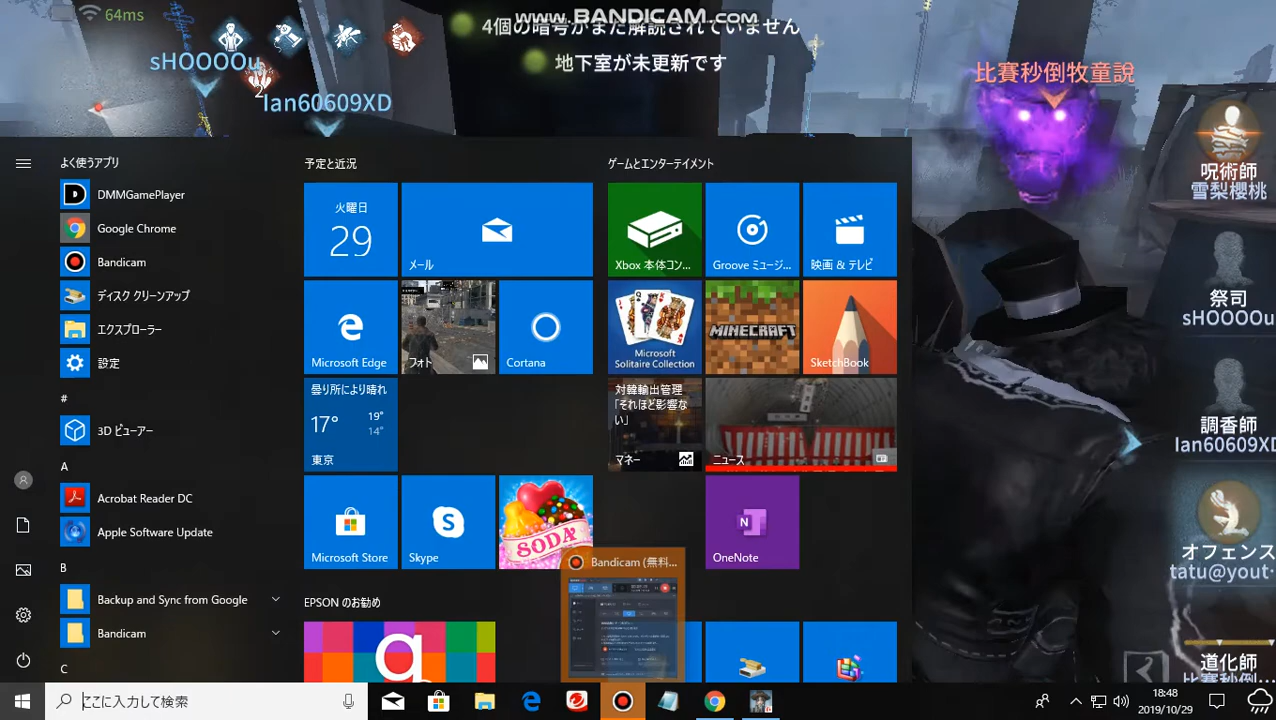 64ms
www.BANDICAM.com
4個の暗号がまだ解読されていません
地下室が未更新です
sHOOOOu
2
Ian60609XD
比賽秒倒牧童說
呪術師
雪梨櫻桃
祭司
sHOOOOu
調香師
Ian60609XD
オフェンス
tatu@yout
道化師
よく使うアプリ
DMMGamePlayer
Google Chrome
Bandicam
ディスク クリーンアップ
エクスプローラー
設定
#
3D ビューアー
A
Acrobat Reader DC
Apple Software Update
B
Backup and Sync from Google
Bandicam
C
予定と近況
火曜日
29
メール
Microsoft Edge
フォト
Cortana
曇り所により晴れ
17°
19°
14°
東京
Microsoft Store
Skype
SODA
EPSON のお勧め
ゲームとエンターテイメント
Xbox 本体コン...
Groove ミュージ...
映画 & テレビ
Microsoft
Solitaire Collection
MINECRAFT
SketchBook
対韓輸出管理
「それほど影響な
い」
マネー
ニュース
OneNote
Bandicam (無料...
ここに入力して検索
18:48
2019/10/29